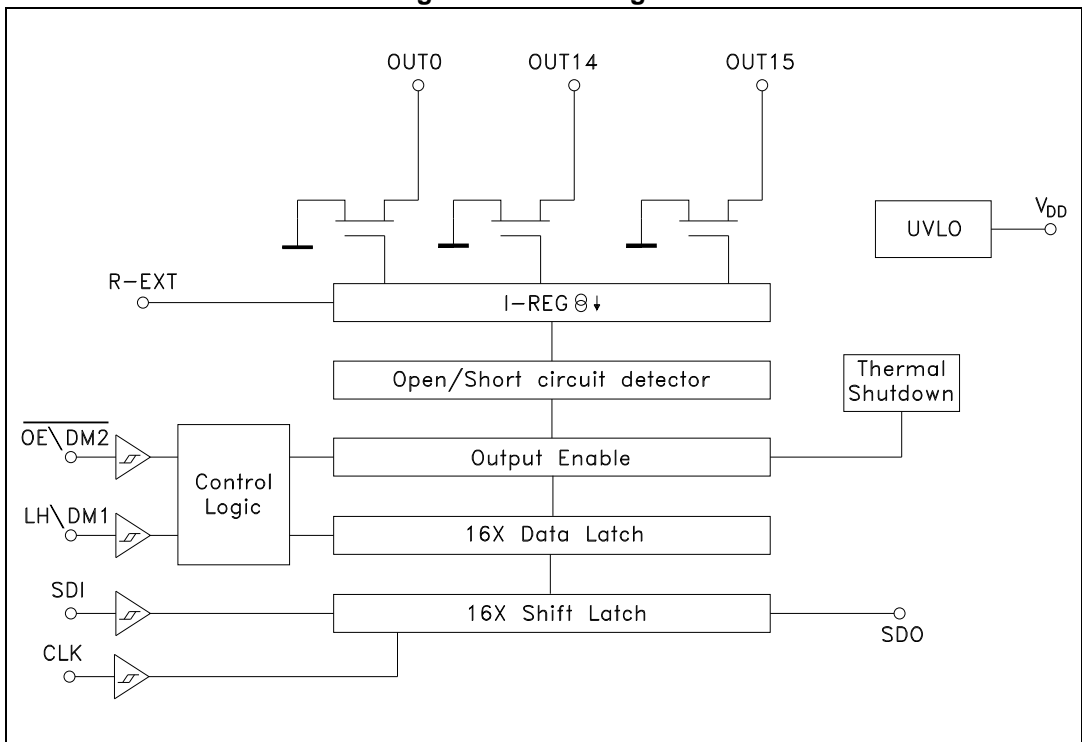 OUT0 OUT14 OUT15
VDD
UVLO
R-EXT
I-REG
Open/Short circuit detector
Thermal
Shutdown
OE\DM2
Output Enable
Control
Logic
LH\DM1
16X Data Latch
SDI
16X Shift Latch
SDO
CLK